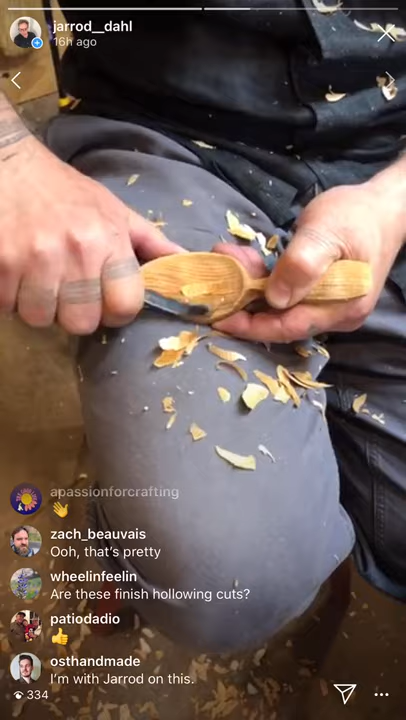 jarrod__dahl
16h ago
apassionforcrafting
👋
zach_beauvais
Ooh, that's pretty
wheelinfeelin
Are these finish hollowing cuts?
patiodadio
👍
osthandmade
I'm with Jarrod on this.
334